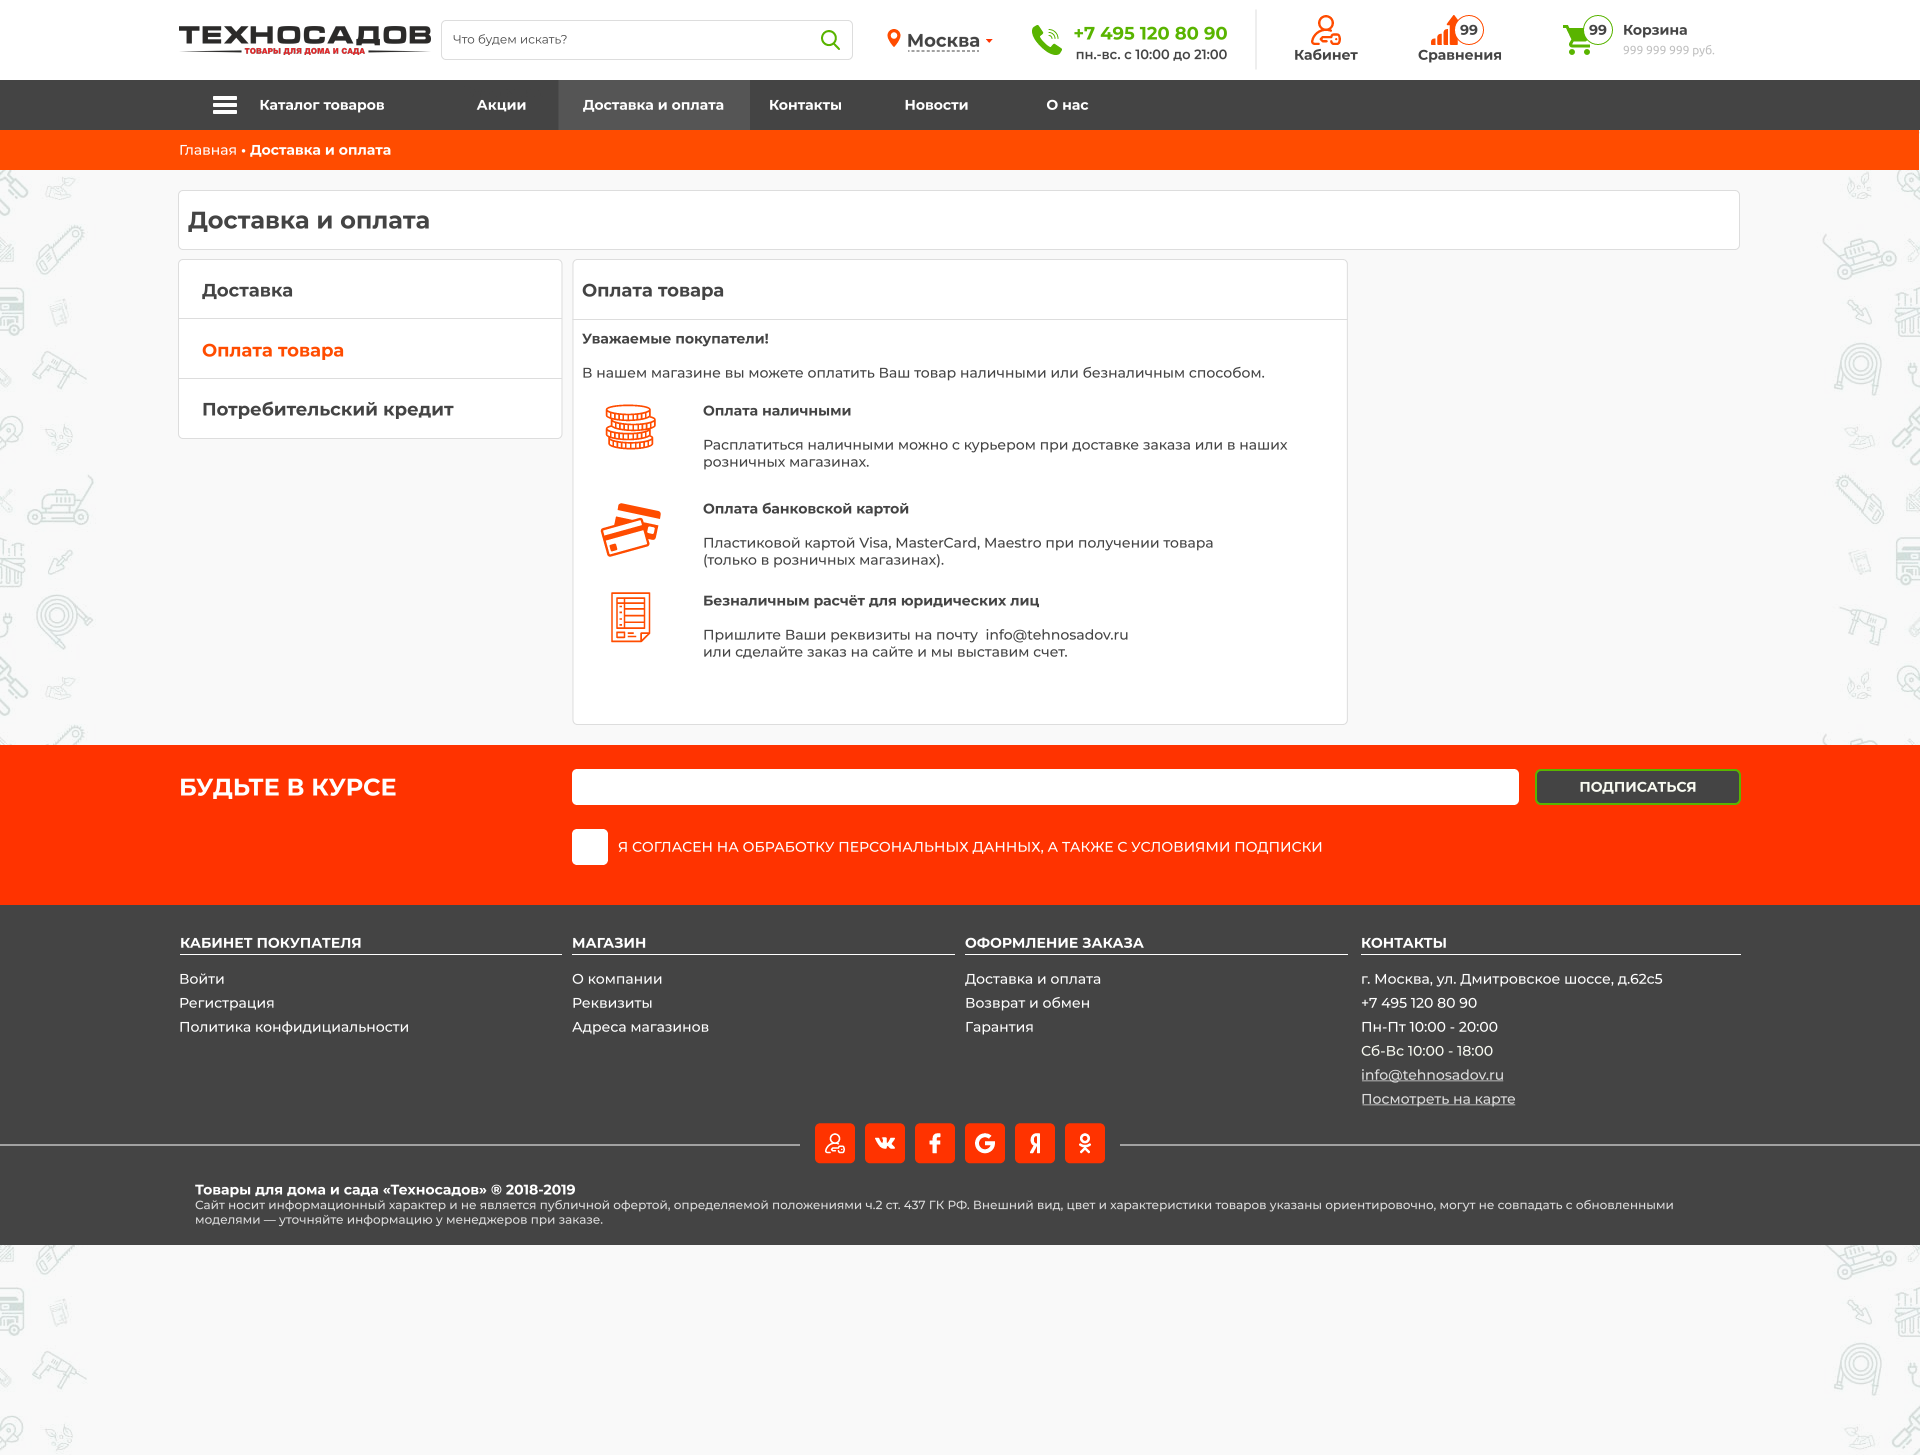 ТЕХНОСАДОВ
ТОВАРЫ ДЛЯ ДОМА И САДА
Что будем искать?
Москва
+7 495 120 80 90
пн.-вс. с 10:00 до 21:00
Кабинет
99
Сравнения
99
Корзина
999 999 999 руб.
Каталог товаров
Акции
Доставка и оплата
Контакты
Новости
О нас
Главная • Доставка и оплата
Доставка и оплата
Доставка
Оплата товара
Потребительский кредит
Оплата товара
Уважаемые покупатели!
В нашем магазине вы можете оплатить Ваш товар наличными или безналичным способом.
Оплата наличными
Расплатиться наличными можно с курьером при доставке заказа или в наших
розничных магазинах.
Оплата банковской картой
Пластиковой картой Visa, MasterCard, Maestro при получении товара
(только в розничных магазинах).
Безналичным расчёт для юридических лиц
Пришлите Ваши реквизиты на почту  info@tehnosadov.ru
или сделайте заказ на сайте и мы выставим счет.
БУДЬТЕ В КУРСЕ
ПОДПИСАТЬСЯ
Я СОГЛАСЕН НА ОБРАБОТКУ ПЕРСОНАЛЬНЫХ ДАННЫХ, А ТАКЖЕ С УСЛОВИЯМИ ПОДПИСКИ
КАБИНЕТ ПОКУПАТЕЛЯ
Войти
Регистрация
Политика конфидициальности
МАГАЗИН
О компании
Реквизиты
Адреса магазинов
ОФОРМЛЕНИЕ ЗАКАЗА
Доставка и оплата
Возврат и обмен
Гарантия
КОНТАКТЫ
г. Москва, ул. Дмитровское шоссе, д.62с5
+7 495 120 80 90
Пн-Пт 10:00 - 20:00
Сб-Вс 10:00 - 18:00
info@tehnosadov.ru
Посмотреть на карте
Товары для дома и сада «Техносадов» ® 2018-2019
Сайт носит информационный характер и не является публичной офертой, определяемой положениями ч.2 ст. 437 ГК РФ. Внешний вид, цвет и характеристики товаров указаны ориентировочно, могут не совпадать с обновленными
моделями — уточняйте информацию у менеджеров при заказе.